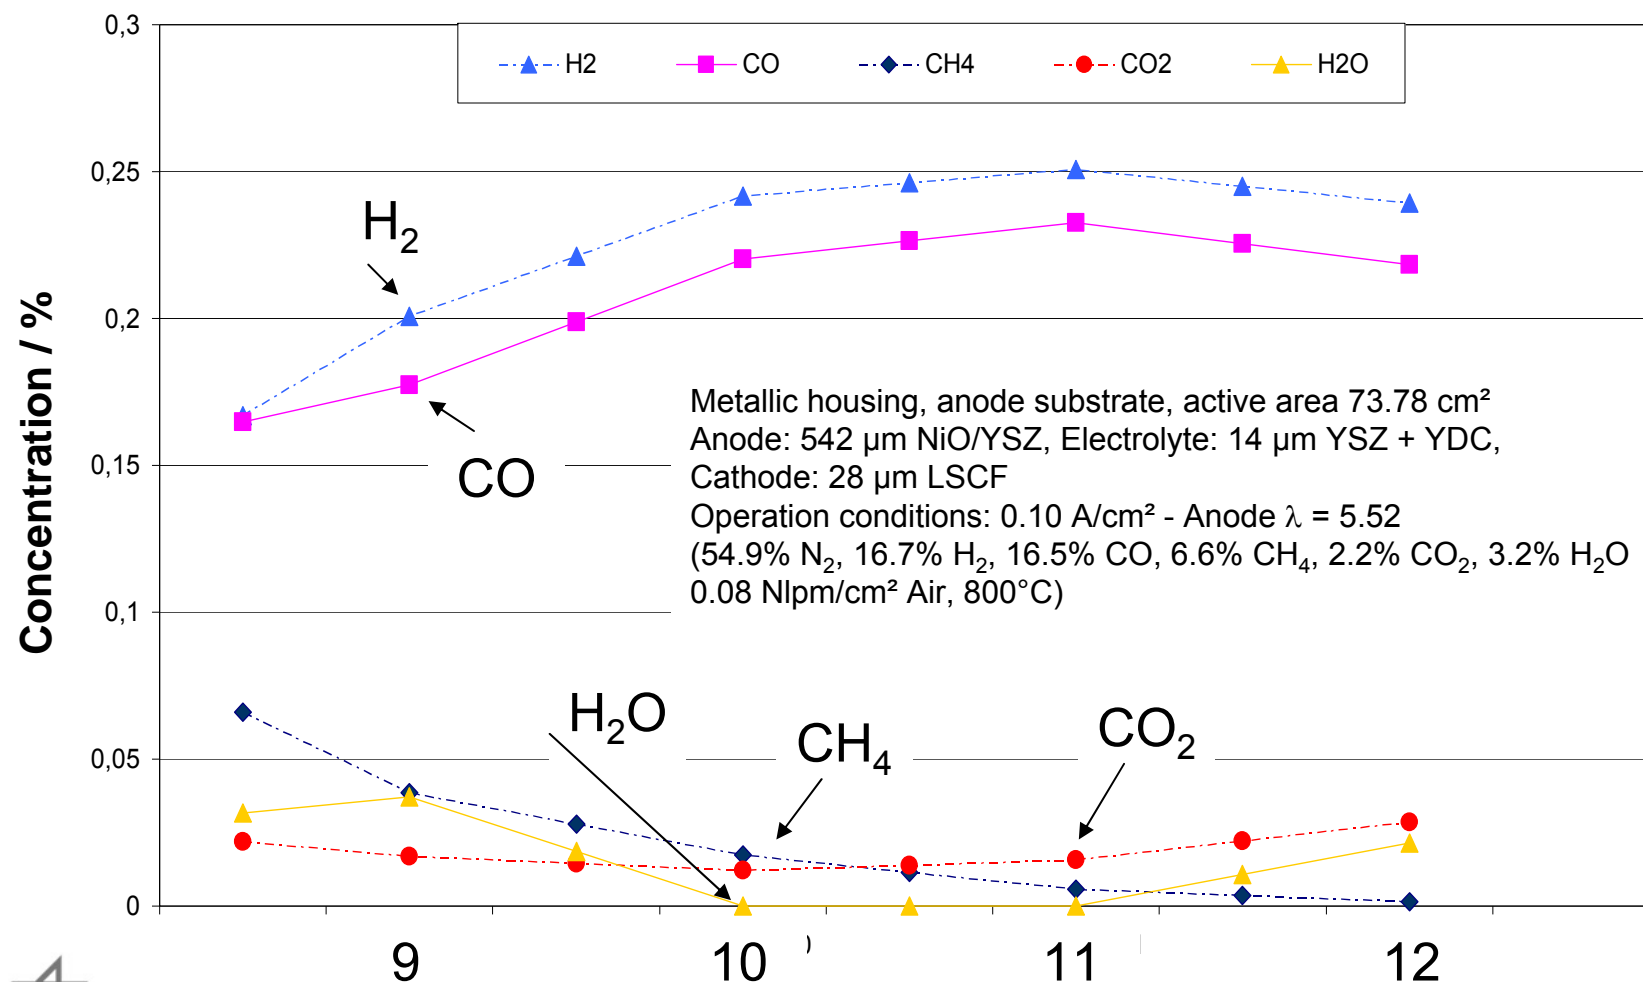 0,3
H2 CO CH4 CO2 H2O
0,25
H₂
0,2
Concentration / %
CO
0,15
Metallic housing, anode substrate, active area 73.78 cm²
Anode: 542 µm NiO/YSZ, Electrolyte: 14 µm YSZ + YDC,
Cathode: 28 µm LSCF
Operation conditions: 0.10 A/cm² - Anode λ = 5.52
(54.9% N₂, 16.7% H₂, 16.5% CO, 6.6% CH₄, 2.2% CO₂, 3.2% H₂O
0.08 Nlpm/cm² Air, 800°C)
0,1
H₂O
CH₄
CO₂
0,05
0
9 10 11 12